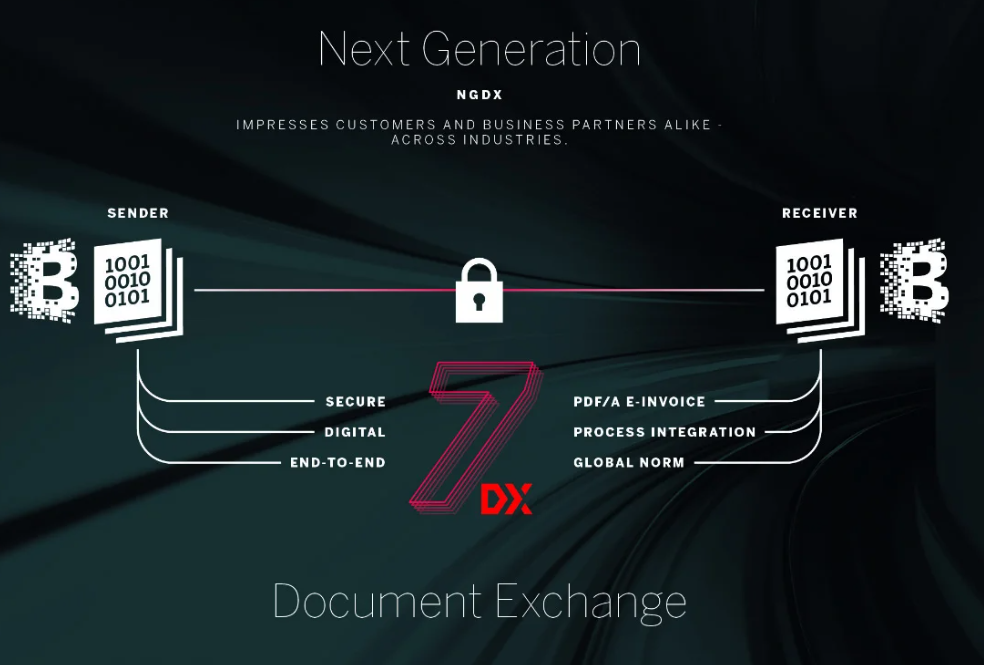 Next Generation
NGDX
IMPRESSES CUSTOMERS AND BUSINESS PARTNERS ALIKE -
ACROSS INDUSTRIES.
SENDER
RECEIVER
B
1001
0010
0101
1001
0010
0101
B
SECURE
DIGITAL
END-TO-END
7
DX
PDF/A E-INVOICE
PROCESS INTEGRATION
GLOBAL NORM
Document Exchange